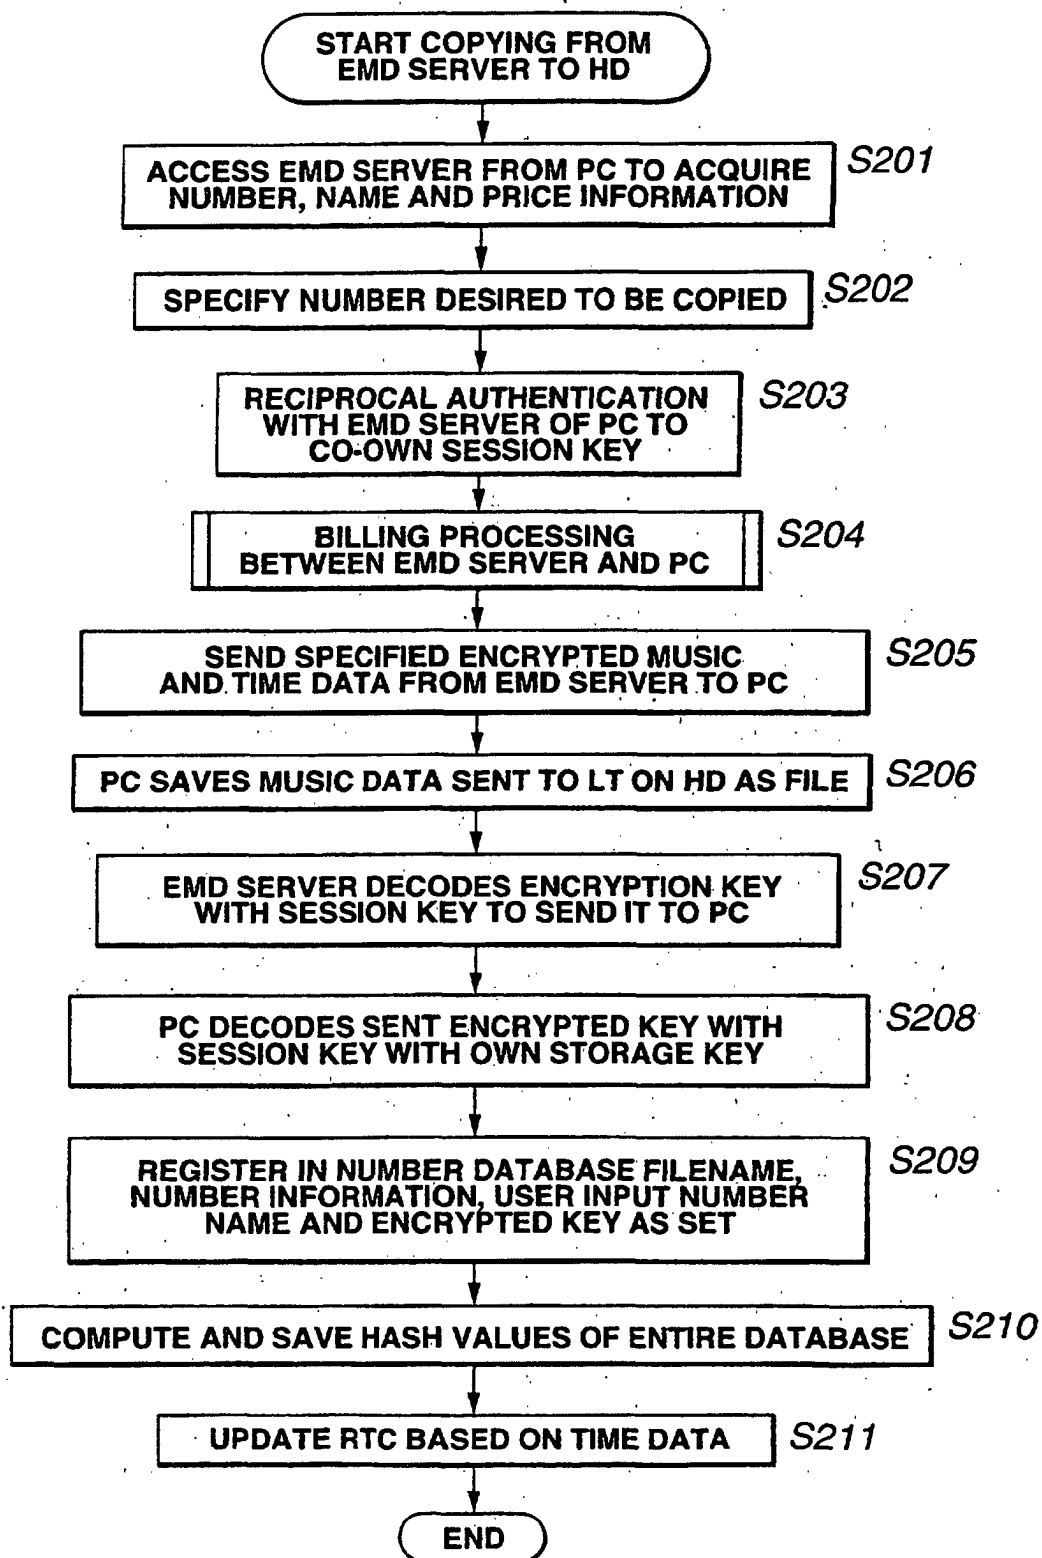 START COPYING FROM
EMD SERVER TO HD
ACCESS EMD SERVER FROM PC TO ACQUIRE
NUMBER, NAME AND PRICE INFORMATION
S201
SPECIFY NUMBER DESIRED TO BE COPIED
S202
RECIPROCAL AUTHENTICATION
WITH EMD SERVER OF PC TO
CO-OWN SESSION KEY
S203
BILLING PROCESSING
BETWEEN EMD SERVER AND PC
S204
SEND SPECIFIED ENCRYPTED MUSIC
AND TIME DATA FROM EMD SERVER TO PC
S205
PC SAVES MUSIC DATA SENT TO LT ON HD AS FILE
S206
EMD SERVER DECODES ENCRYPTION KEY
WITH SESSION KEY TO SEND IT TO PC
S207
PC DECODES SENT ENCRYPTED KEY WITH
SESSION KEY WITH OWN STORAGE KEY
S208
REGISTER IN NUMBER DATABASE FILENAME,
NUMBER INFORMATION, USER INPUT NUMBER
NAME AND ENCRYPTED KEY AS SET
S209
COMPUTE AND SAVE HASH VALUES OF ENTIRE DATABASE
S210
UPDATE RTC BASED ON TIME DATA
S211
END